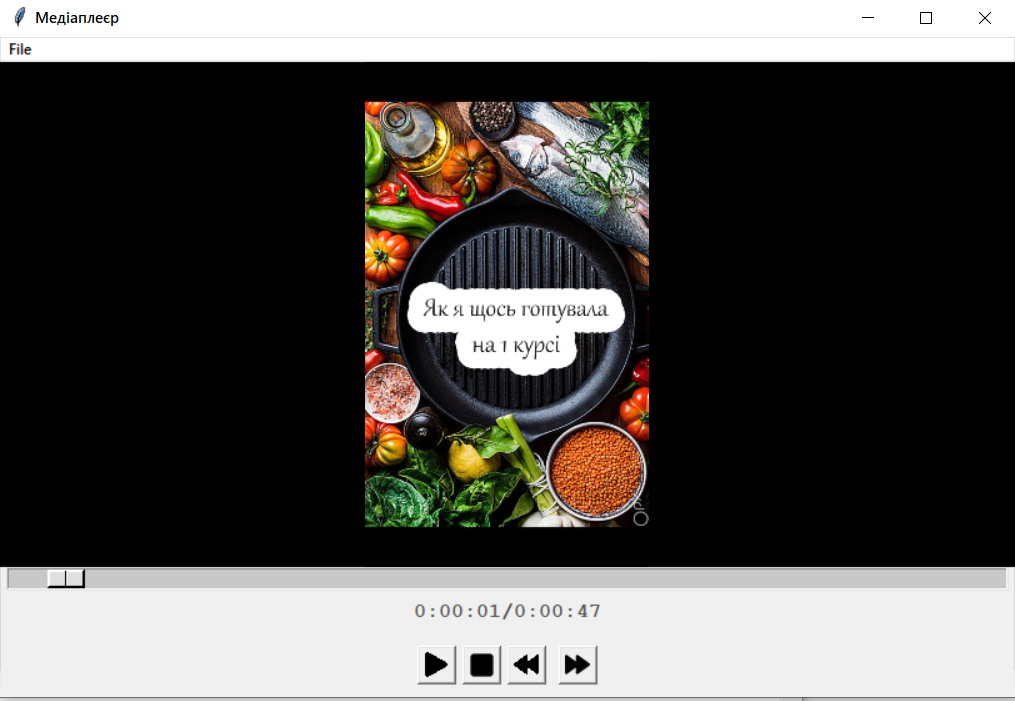 Медіаплеєр
File
Як я щось готувала
на 1 курсі
0:00:01/0:00:47